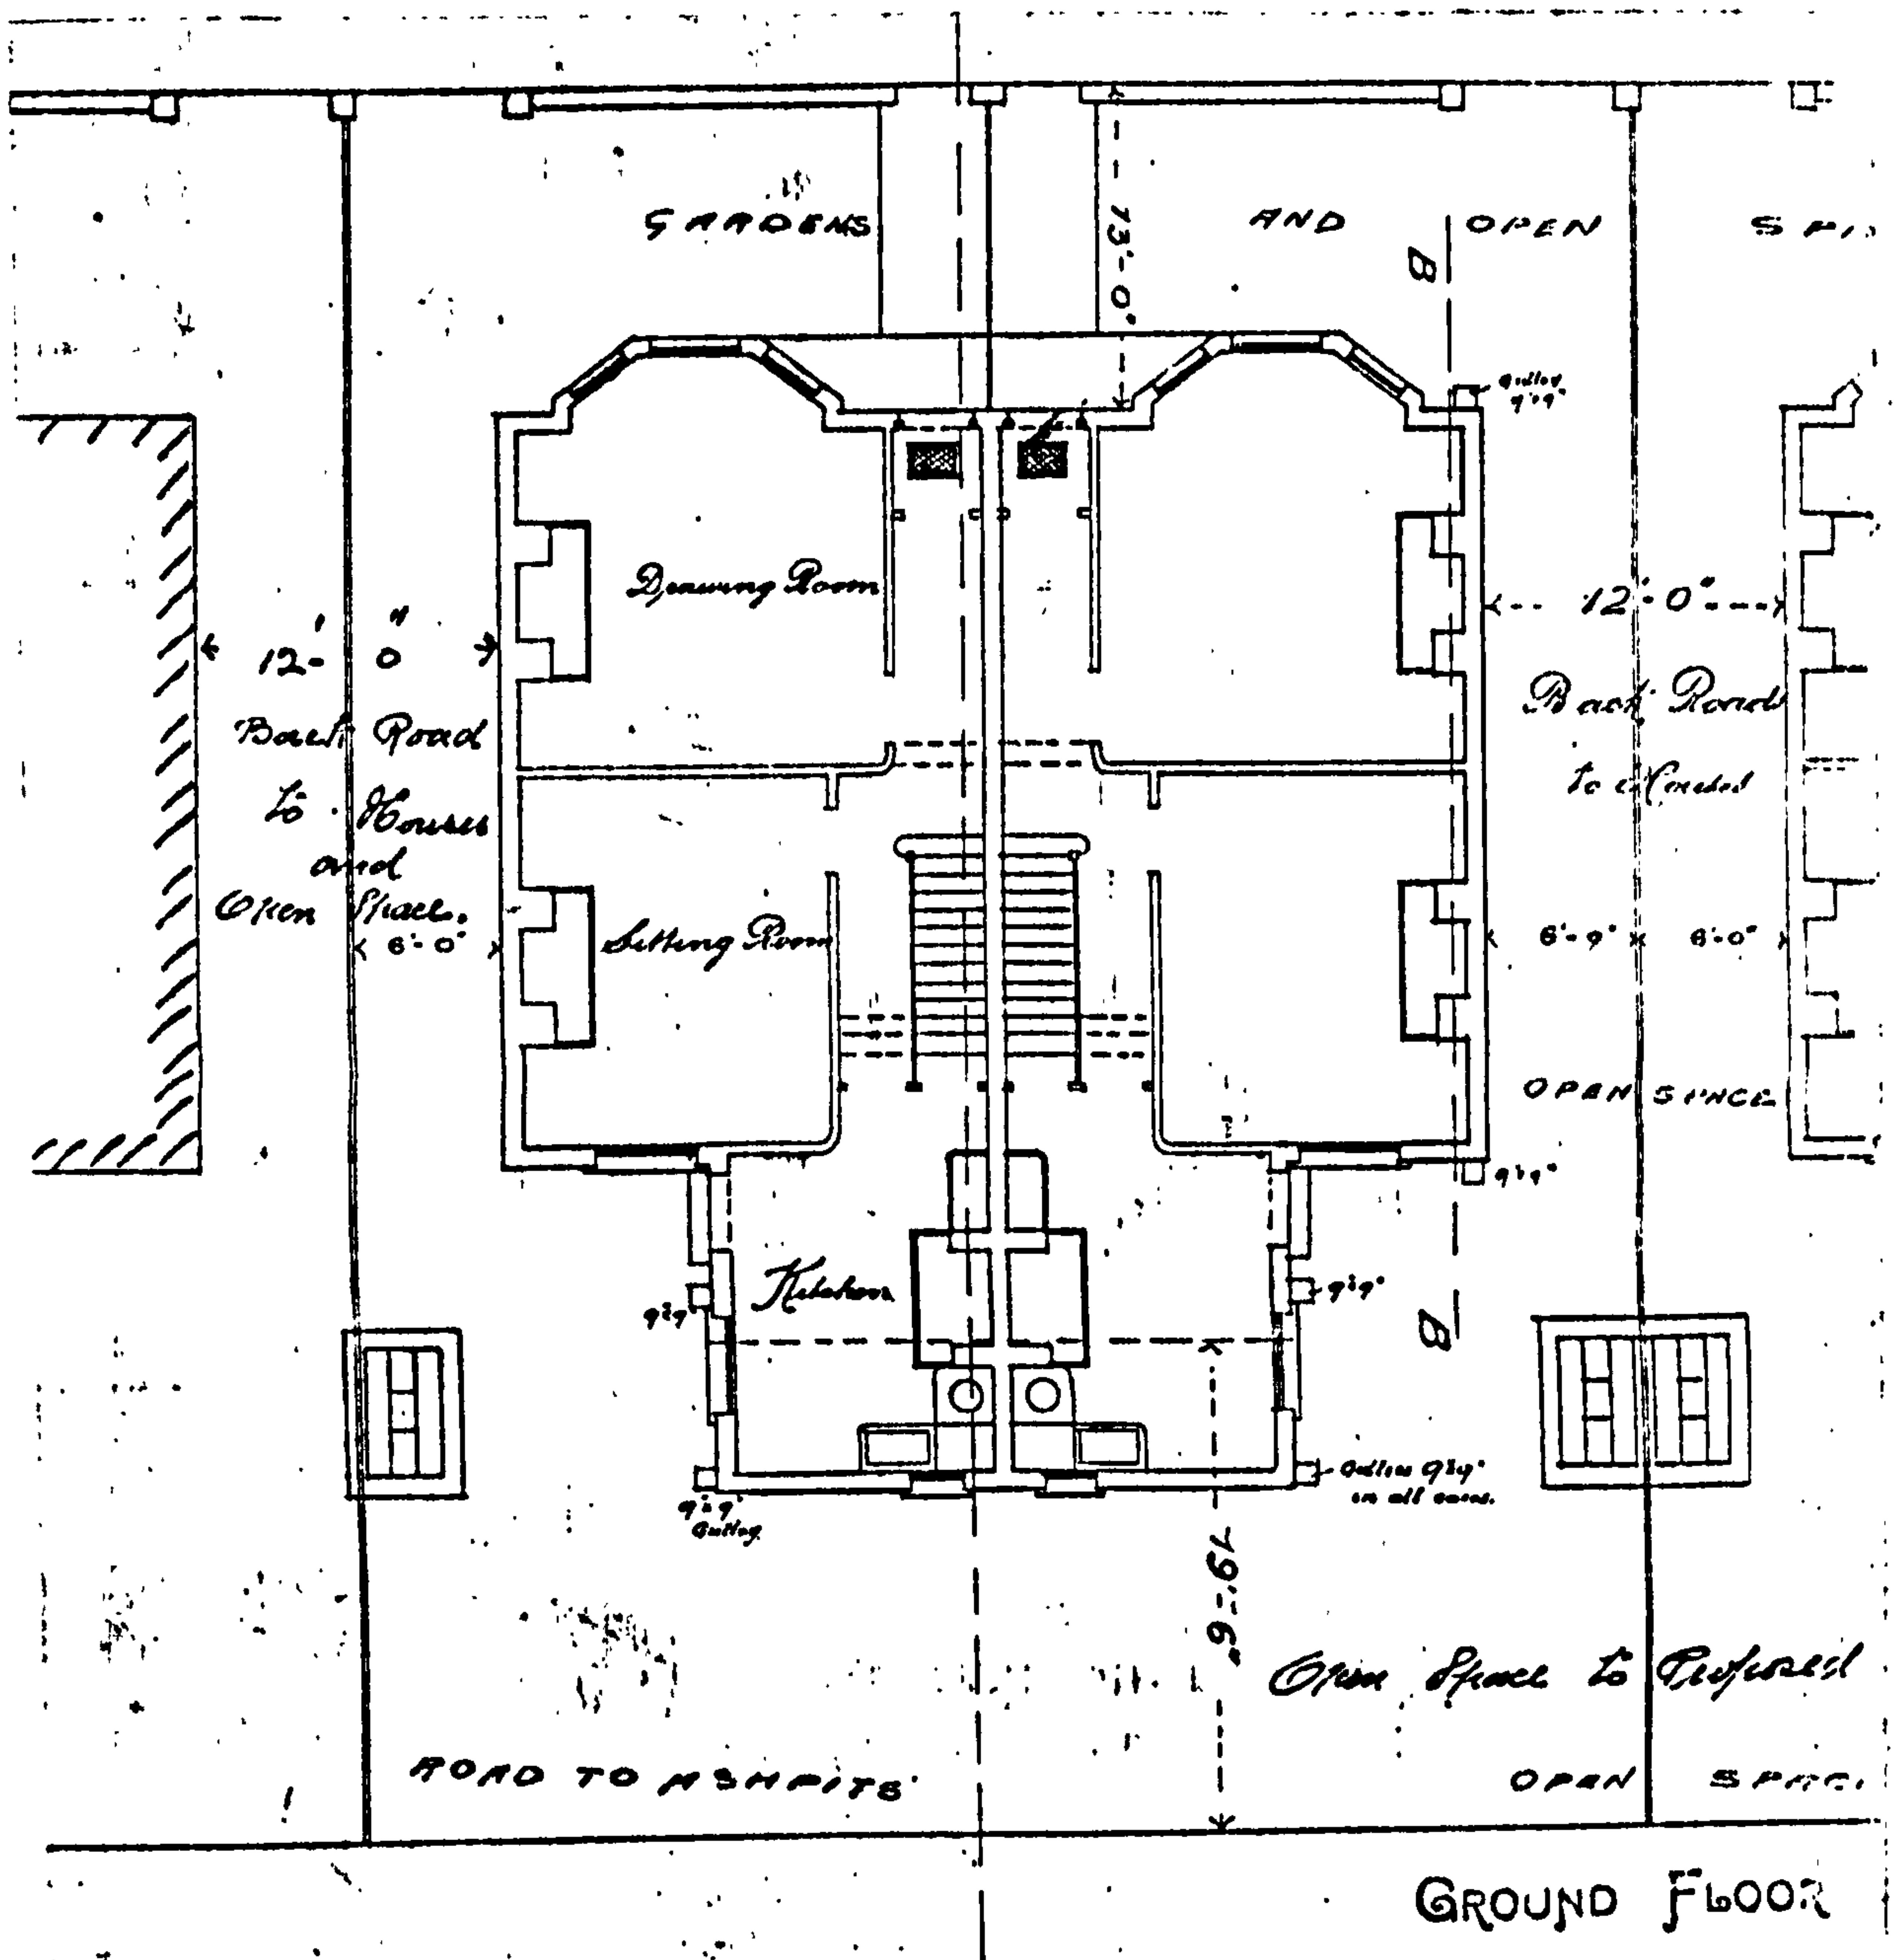 GARDENS AND OPEN
13'-0"
B
9"x9"
Drawing Room
12'-0"
12'-0"
Back Road
to Houses
and
Open Space.
6'-0"
Back Road
to
Sitting Room
6'-9" 6'-0"
OPEN SPACE
9"x9"
Kitchen
9"x9"
9"x9"
B
9"x9"
9"x9"
in all cases.
19'-6"
Open Space to Proposed
ROAD TO ASHPITS
OPEN
GROUND FLOOR